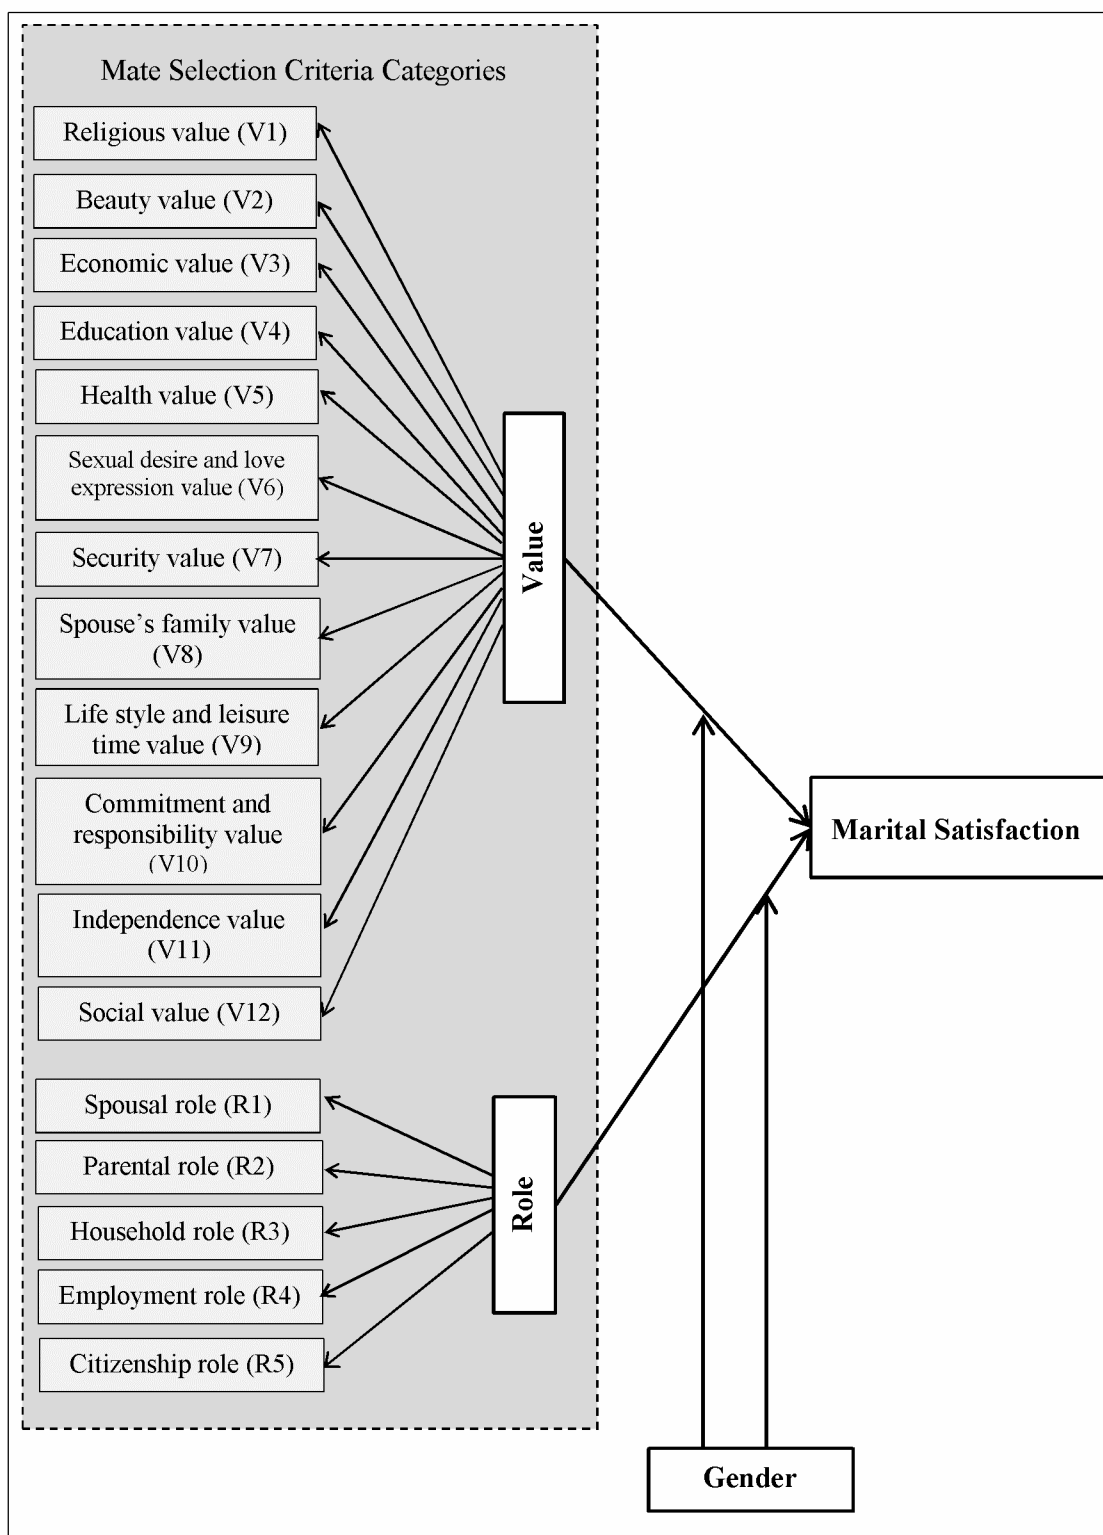 Mate Selection Criteria Categories
Religious value (V1)
Beauty value (V2)
Economic value (V3)
Education value (V4)
Health value (V5)
Sexual desire and love
expression value (V6)
Security value (V7)
Spouse’s family value
(V8)
Life style and leisure
time value (V9)
Commitment and
responsibility value
(V10)
Independence value
(V11)
Social value (V12)
Value
Marital Satisfaction
Spousal role (R1)
Parental role (R2)
Household role (R3)
Employment role (R4)
Citizenship role (R5)
Role
Gender